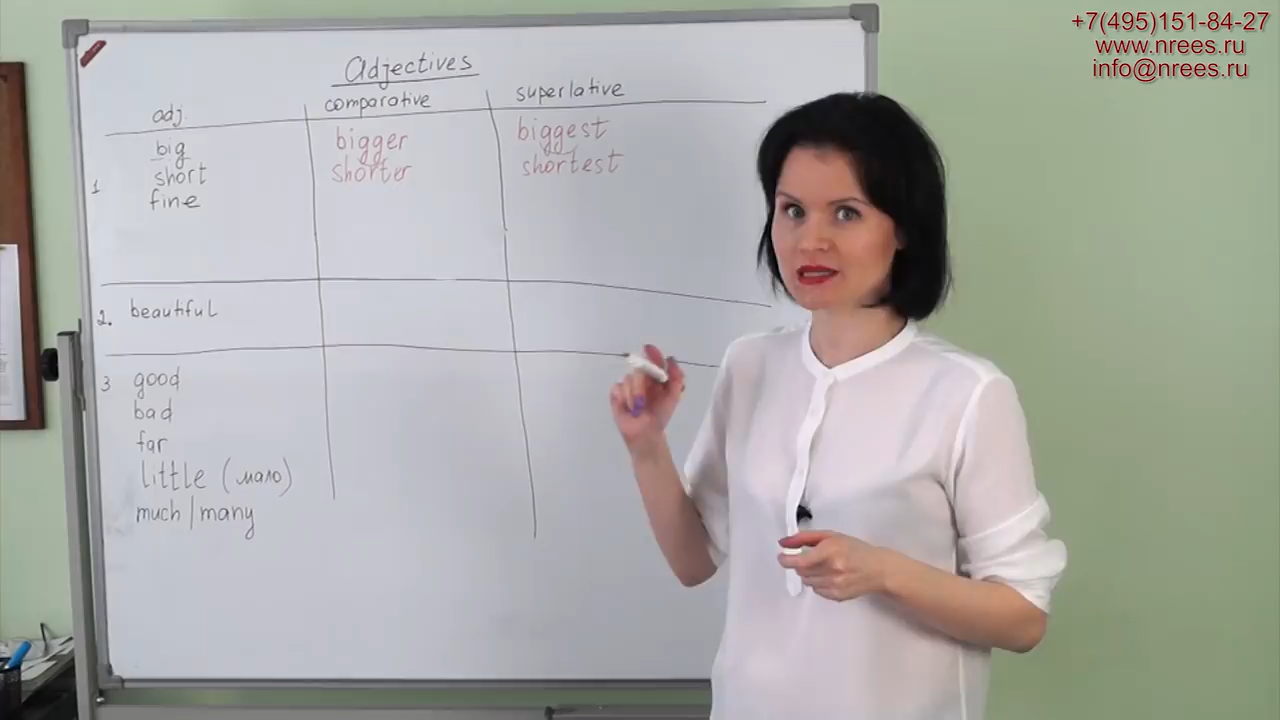 +7(495)151-84-27
www.nrees.ru
info@nrees.ru
Adjectives
adj. comparative superlative
1 big bigger biggest
short shorter shortest
fine
2. beautiful
3 good
bad
far
little (мало)
much/many